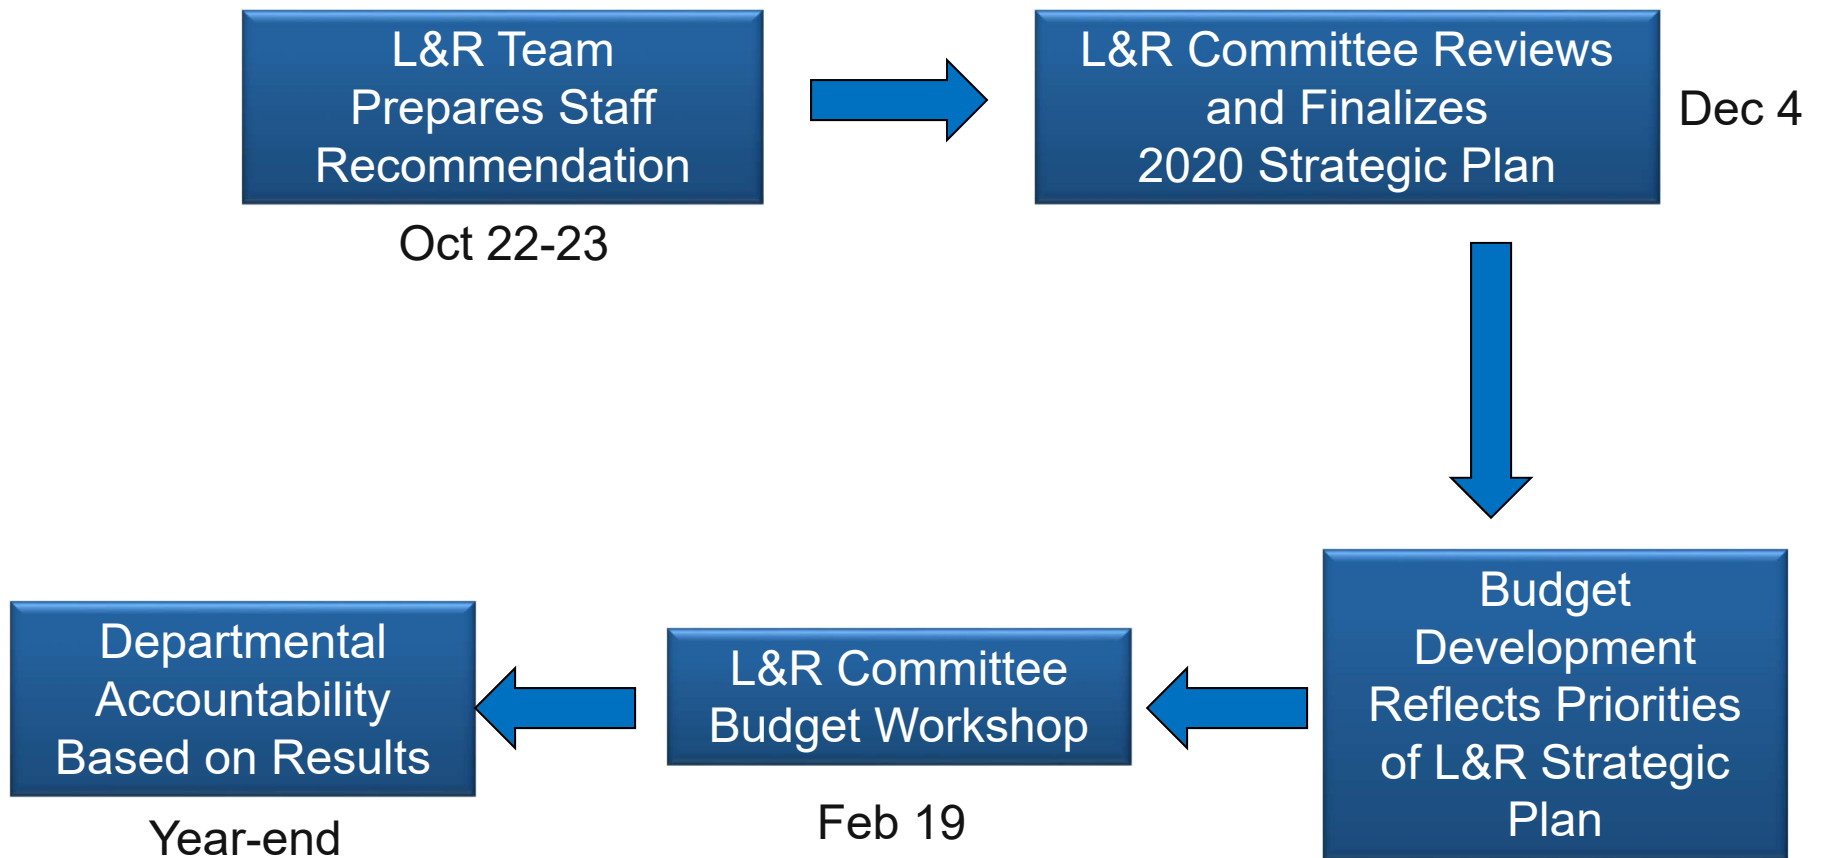 L&R Team
Prepares Staff
Recommendation
Oct 22-23
L&R Committee Reviews
and Finalizes
2020 Strategic Plan
Dec 4
Budget
Development
Reflects Priorities
of L&R Strategic
Plan
L&R Committee
Budget Workshop
Feb 19
Departmental
Accountability
Based on Results
Year-end